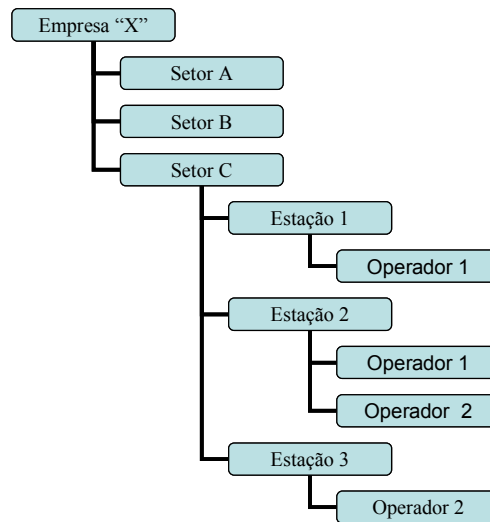 Empresa “X”
Setor A
Setor B
Setor C
Estação 1
Operador 1
Estação 2
Operador 1
Operador 2
Estação 3
Operador 2